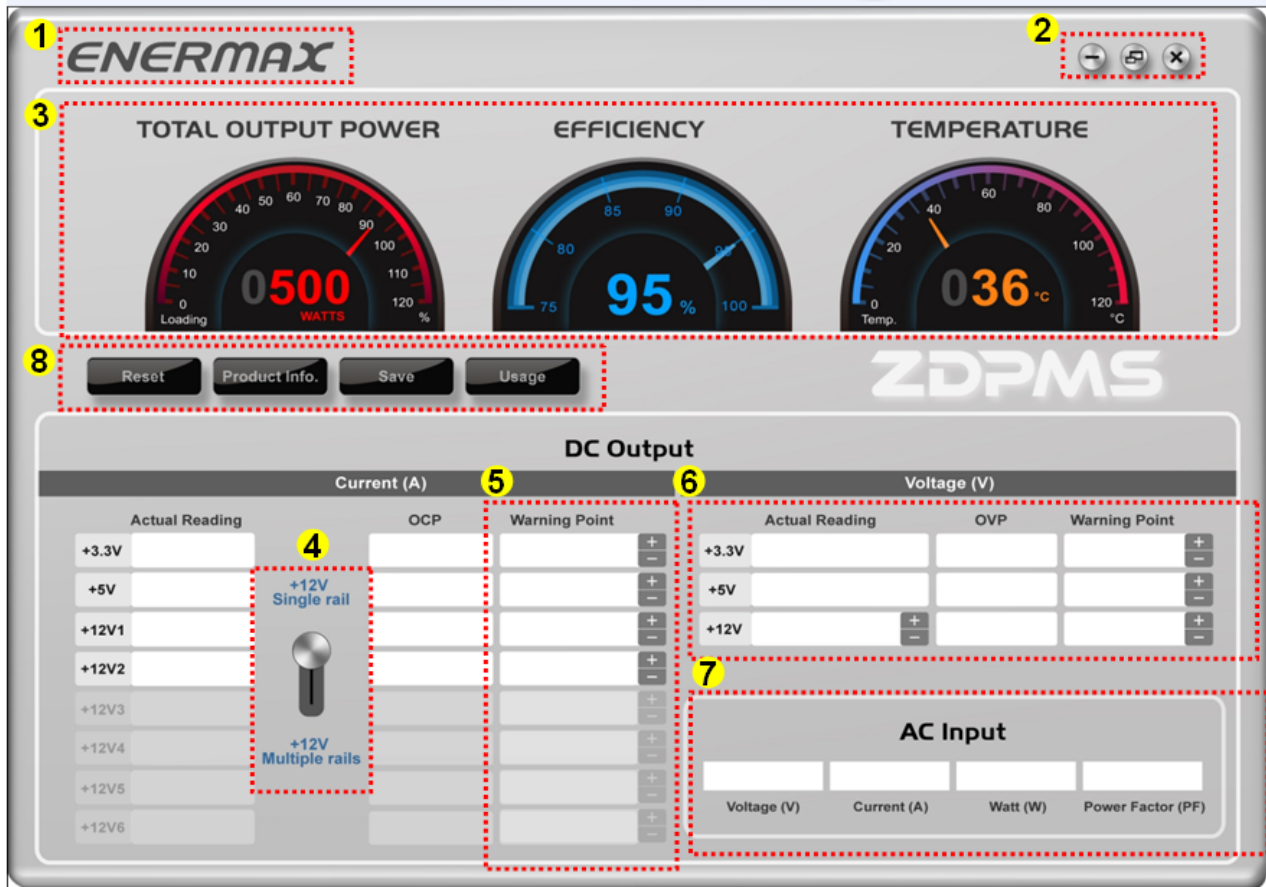 1
ENERMAX
2
3
TOTAL OUTPUT POWER
0 10 20 30 40 50 60 70 80 90 100 110 120
Loading
%
0500
WATTS
EFFICIENCY
75 80 85 90 95 100
95 %
TEMPERATURE
0 20 40 60 80 100 120
Temp.
°C
036 °C
8
Reset
Product Info.
Save
Usage
ZDPMS
DC Output
Current (A)
5
Actual Reading
OCP
Warning Point
4
+3.3V
+5V
+12V1
+12V2
+12V3
+12V4
+12V5
+12V6
+12V
Single rail
+12V
Multiple rails
+
−
+
−
+
−
+
−
+
−
+
−
+
−
+
−
6
Voltage (V)
Actual Reading
OVP
Warning Point
+3.3V
+
−
+5V
+
−
+12V
+
−
+
−
7
AC Input
Voltage (V)
Current (A)
Watt (W)
Power Factor (PF)